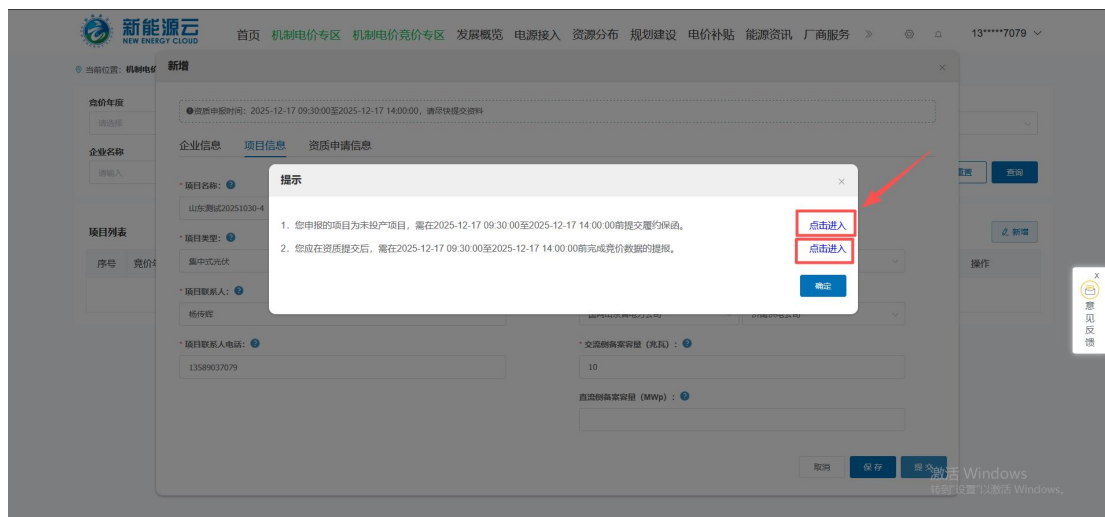 新能源云
NEW ENERGY CLOUD
首页 机制电价专区 机制电价竞价专区 发展概览 电源接入 资源分布 规划建设 电价补贴 能源资讯 厂商服务 » 13*****7079
当前位置：机制电价
新增 ×
竞价年度
请选择
企业名称
请输入
资质申报时间：2025-12-17 09:30:00至2025-12-17 14:00:00，请尽快提交资料
企业信息 项目信息 资质申请信息
重置 查询
提示 ×
项目名称：
山东测试20251030-4
1、您申报的项目为未投产项目，需在2025-12-17 09:30:00至2025-12-17 14:00:00前提交履约保函。 点击进入
2、您应在资质提交后，需在2025-12-17 09:30:00至2025-12-17 14:00:00前完成竞价数据的提报。 点击进入
确定
项目列表 新增
项目类型：
集中式光伏
序号 竞价年 操作
项目联系人：
杨传辉
国网山东省电力公司
项目联系人电话：
13589037079
交流侧备案容量（兆瓦）：
10
直流侧备案容量（MWp）：
取消 保存 提交
x
意见反馈
激活 Windows
转到"设置"以激活 Windows。